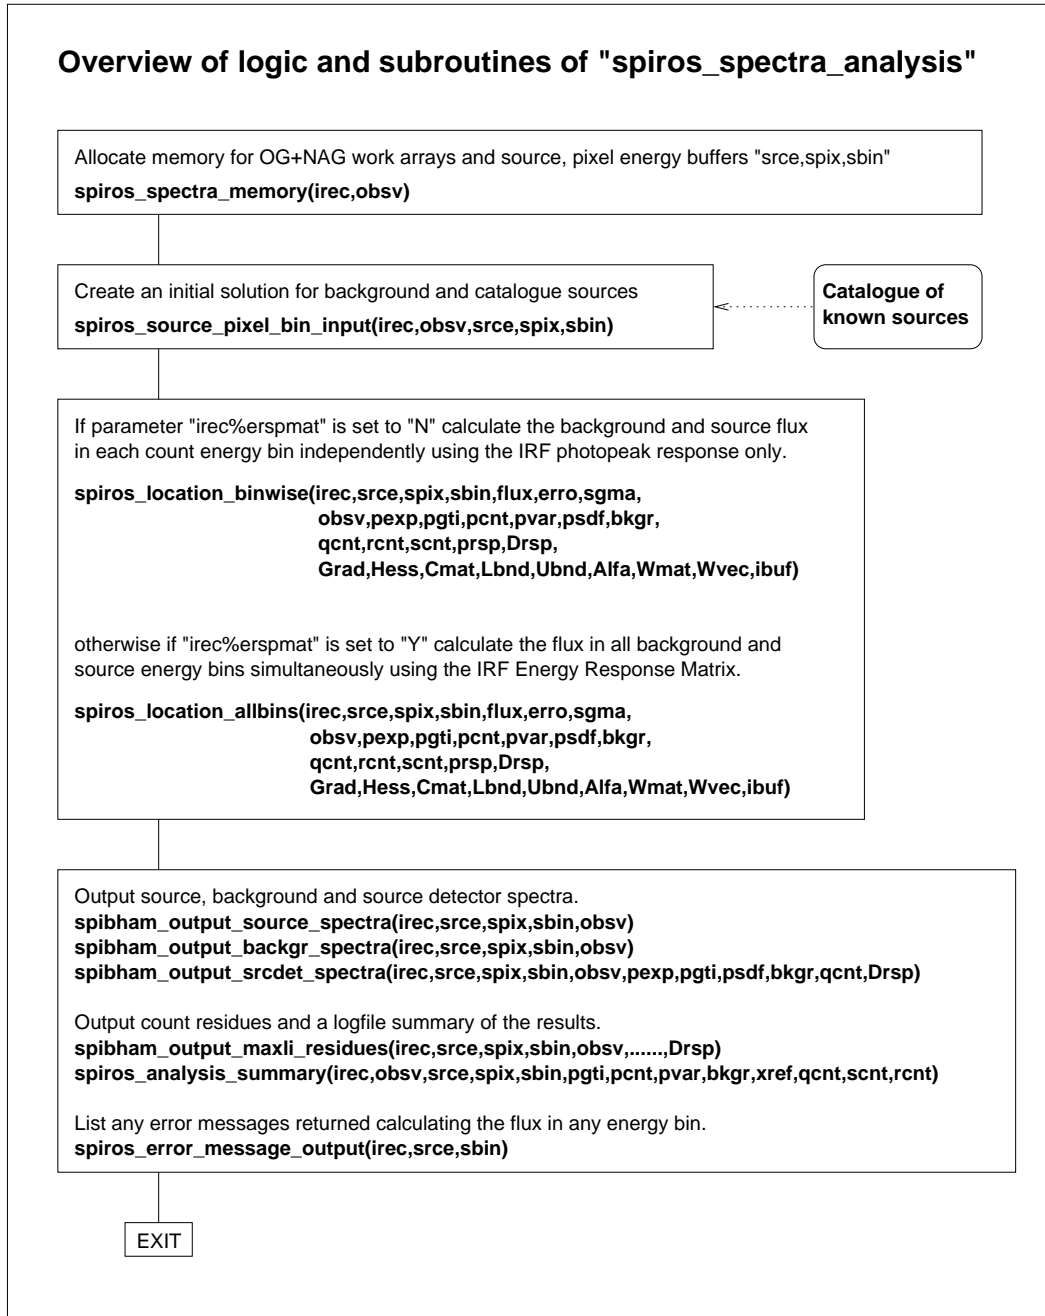 Overview of logic and subroutines of "spiros_spectra_analysis"
Allocate memory for OG+NAG work arrays and source, pixel energy buffers "srce,spix,sbin"
spiros_spectra_memory(irec,obsv)
Create an initial solution for background and catalogue sources
spiros_source_pixel_bin_input(irec,obsv,srce,spix,sbin)
Catalogue of
known sources
If parameter "irec%erspmat" is set to "N" calculate the background and source flux
in each count energy bin independently using the IRF photopeak response only.
spiros_location_binwise(irec,srce,spix,sbin,flux,erro,sgma,
obsv,pexp,pgti,pcnt,pvar,psdf,bkgr,
qcnt,rcnt,scnt,prsp,Drsp,
Grad,Hess,Cmat,Lbnd,Ubnd,Alfa,Wmat,Wvec,ibuf)
otherwise if "irec%erspmat" is set to "Y" calculate the flux in all background and
source energy bins simultaneously using the IRF Energy Response Matrix.
spiros_location_allbins(irec,srce,spix,sbin,flux,erro,sgma,
obsv,pexp,pgti,pcnt,pvar,psdf,bkgr,
qcnt,rcnt,scnt,prsp,Drsp,
Grad,Hess,Cmat,Lbnd,Ubnd,Alfa,Wmat,Wvec,ibuf)
Output source, background and source detector spectra.
spibham_output_source_spectra(irec,srce,spix,sbin,obsv)
spibham_output_backgr_spectra(irec,srce,spix,sbin,obsv)
spibham_output_srcdet_spectra(irec,srce,spix,sbin,obsv,pexp,pgti,psdf,bkgr,qcnt,Drsp)
Output count residues and a logfile summary of the results.
spibham_output_maxli_residues(irec,srce,spix,sbin,obsv,......,Drsp)
spiros_analysis_summary(irec,obsv,srce,spix,sbin,pgti,pcnt,pvar,bkgr,xref,qcnt,scnt,rcnt)
List any error messages returned calculating the flux in any energy bin.
spiros_error_message_output(irec,srce,sbin)
EXIT